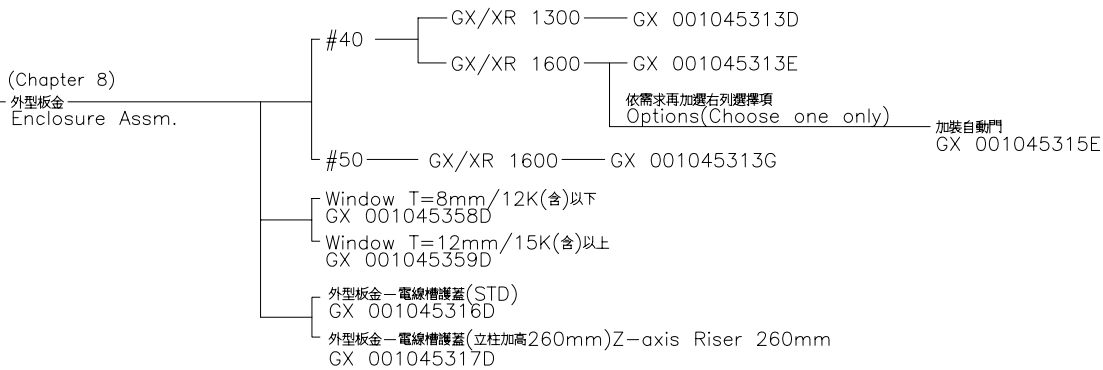 (Chapter 8)
外型板金
Enclosure Assm.
#40
GX/XR 1300
GX 001045313D
GX/XR 1600
GX 001045313E
依需求再加選右列選擇項
Options(Choose one only)
加裝自動門
GX 001045315E
#50
GX/XR 1600
GX 001045313G
Window T=8mm/12K(含)以下
GX 001045358D
Window T=12mm/15K(含)以上
GX 001045359D
外型板金－電線槽護蓋(STD)
GX 001045316D
外型板金－電線槽護蓋(立柱加高260mm)Z-axis Riser 260mm
GX 001045317D